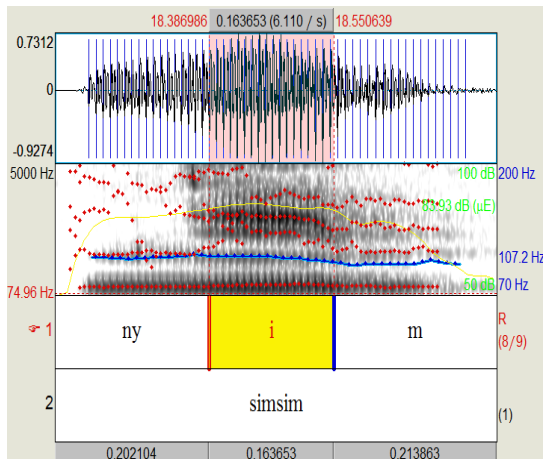 18.386986 0.163653 (6.110 / s) 18.550639
0.7312
0
-0.9274
5000 Hz 100 dB 200 Hz
83.93 dB (µE)
107.2 Hz
74.96 Hz 50 dB 70 Hz
1 ny i m R
(8/9)
2 simsim (1)
0.202104 0.163653 0.213863